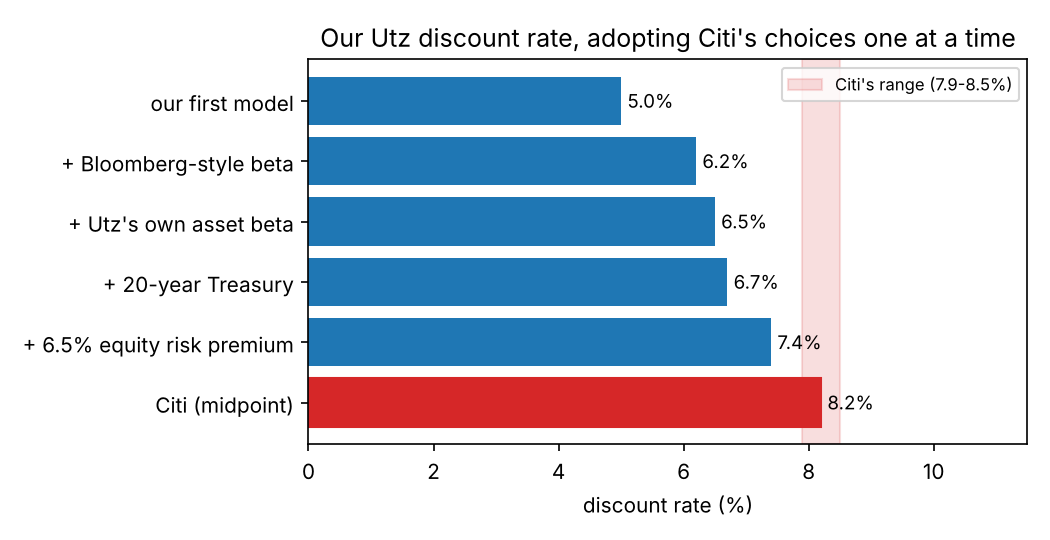 Our Utz discount rate, adopting Citi's choices one at a time
Citi's range (7.9-8.5%)
our first model 5.0%
+ Bloomberg-style beta 6.2%
+ Utz's own asset beta 6.5%
+ 20-year Treasury 6.7%
+ 6.5% equity risk premium 7.4%
Citi (midpoint) 8.2%
0 2 4 6 8 10
discount rate (%)